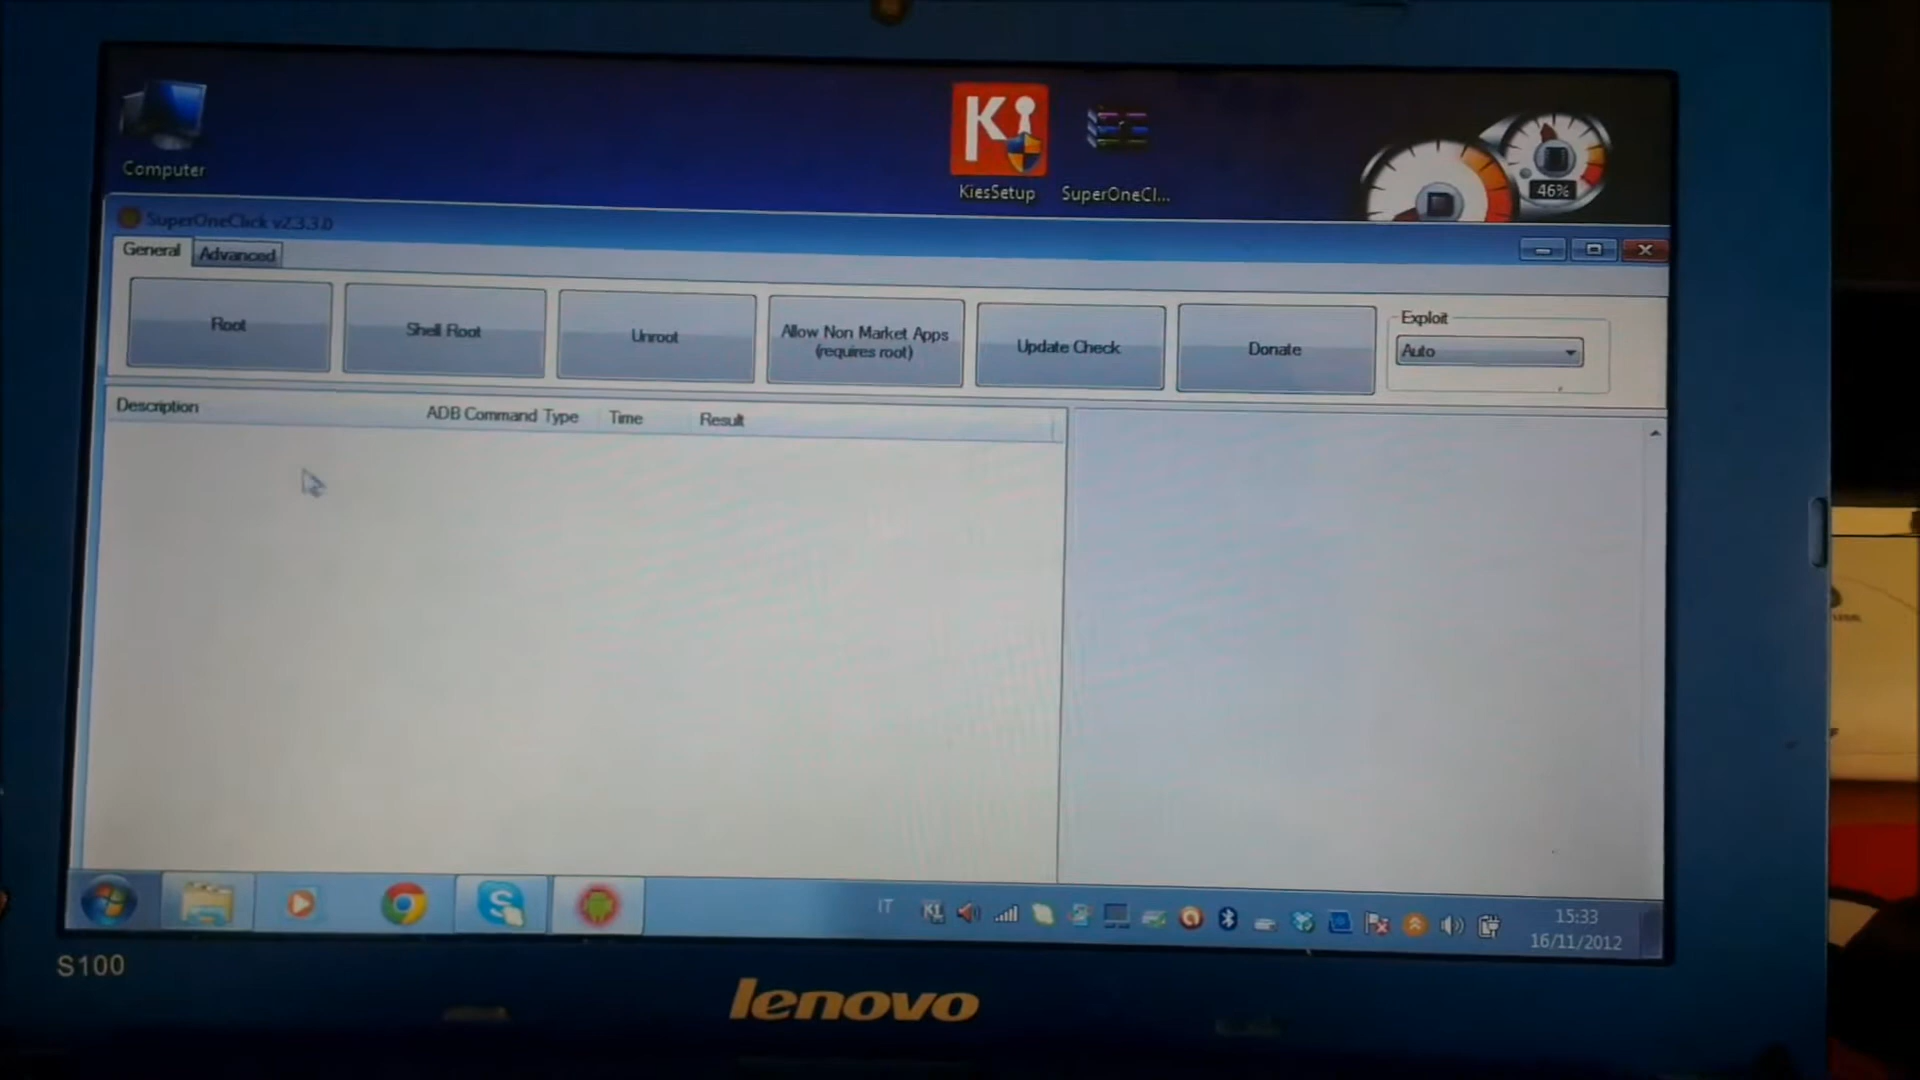 Computer
KiesSetup
SuperOneCl...
46%
SuperOneClick v2.3.3.0
General
Advanced
Root
Shell Root
Unroot
Allow Non Market Apps
(requires root)
Update Check
Donate
Exploit
Auto
Description
ADB Command Type
Time
Result
IT
15:33
16/11/2012
S100
lenovo